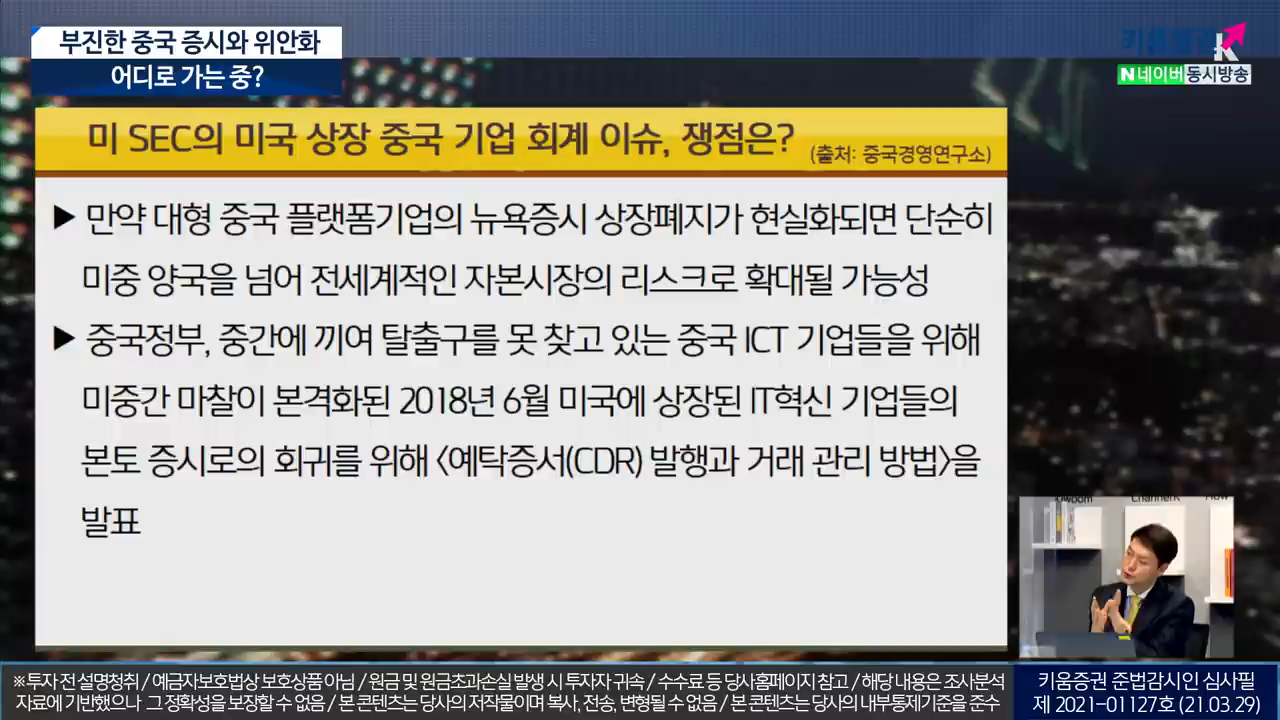 부진한 중국 증시와 위안화
어디로 가는 중?
키움증권
N 네이버 동시방송
미 SEC의 미국 상장 중국 기업 회계 이슈, 쟁점은? (출처: 중국경영연구소)
▶ 만약 대형 중국 플랫폼기업의 뉴욕증시 상장폐지가 현실화되면 단순히
미중 양국을 넘어 전세계적인 자본시장의 리스크로 확대될 가능성
▶ 중국정부, 중간에 끼여 탈출구를 못 찾고 있는 중국 ICT 기업들을 위해
미중간 마찰이 본격화된 2018년 6월 미국에 상장된 IT혁신 기업들의
본토 증시로의 회귀를 위해 〈예탁증서(CDR) 발행과 거래 관리 방법〉을
발표
Channel
※ 투자 전 설명청취 / 예금자보호법상 보호상품 아님 / 원금 및 원금초과손실 발생 시 투자자 귀속 / 수수료 등 당사홈페이지 참고 / 해당 내용은 조사분석
자료에 기반했으나 그 정확성을 보장할 수 없음 / 본 콘텐츠는 당사의 저작물이며 복사, 전송, 변형될 수 없음 / 본 콘텐츠는 당사의 내부통제기준을 준수
키움증권 준법감시인 심사필
제 2021-01127호 (21.03.29)